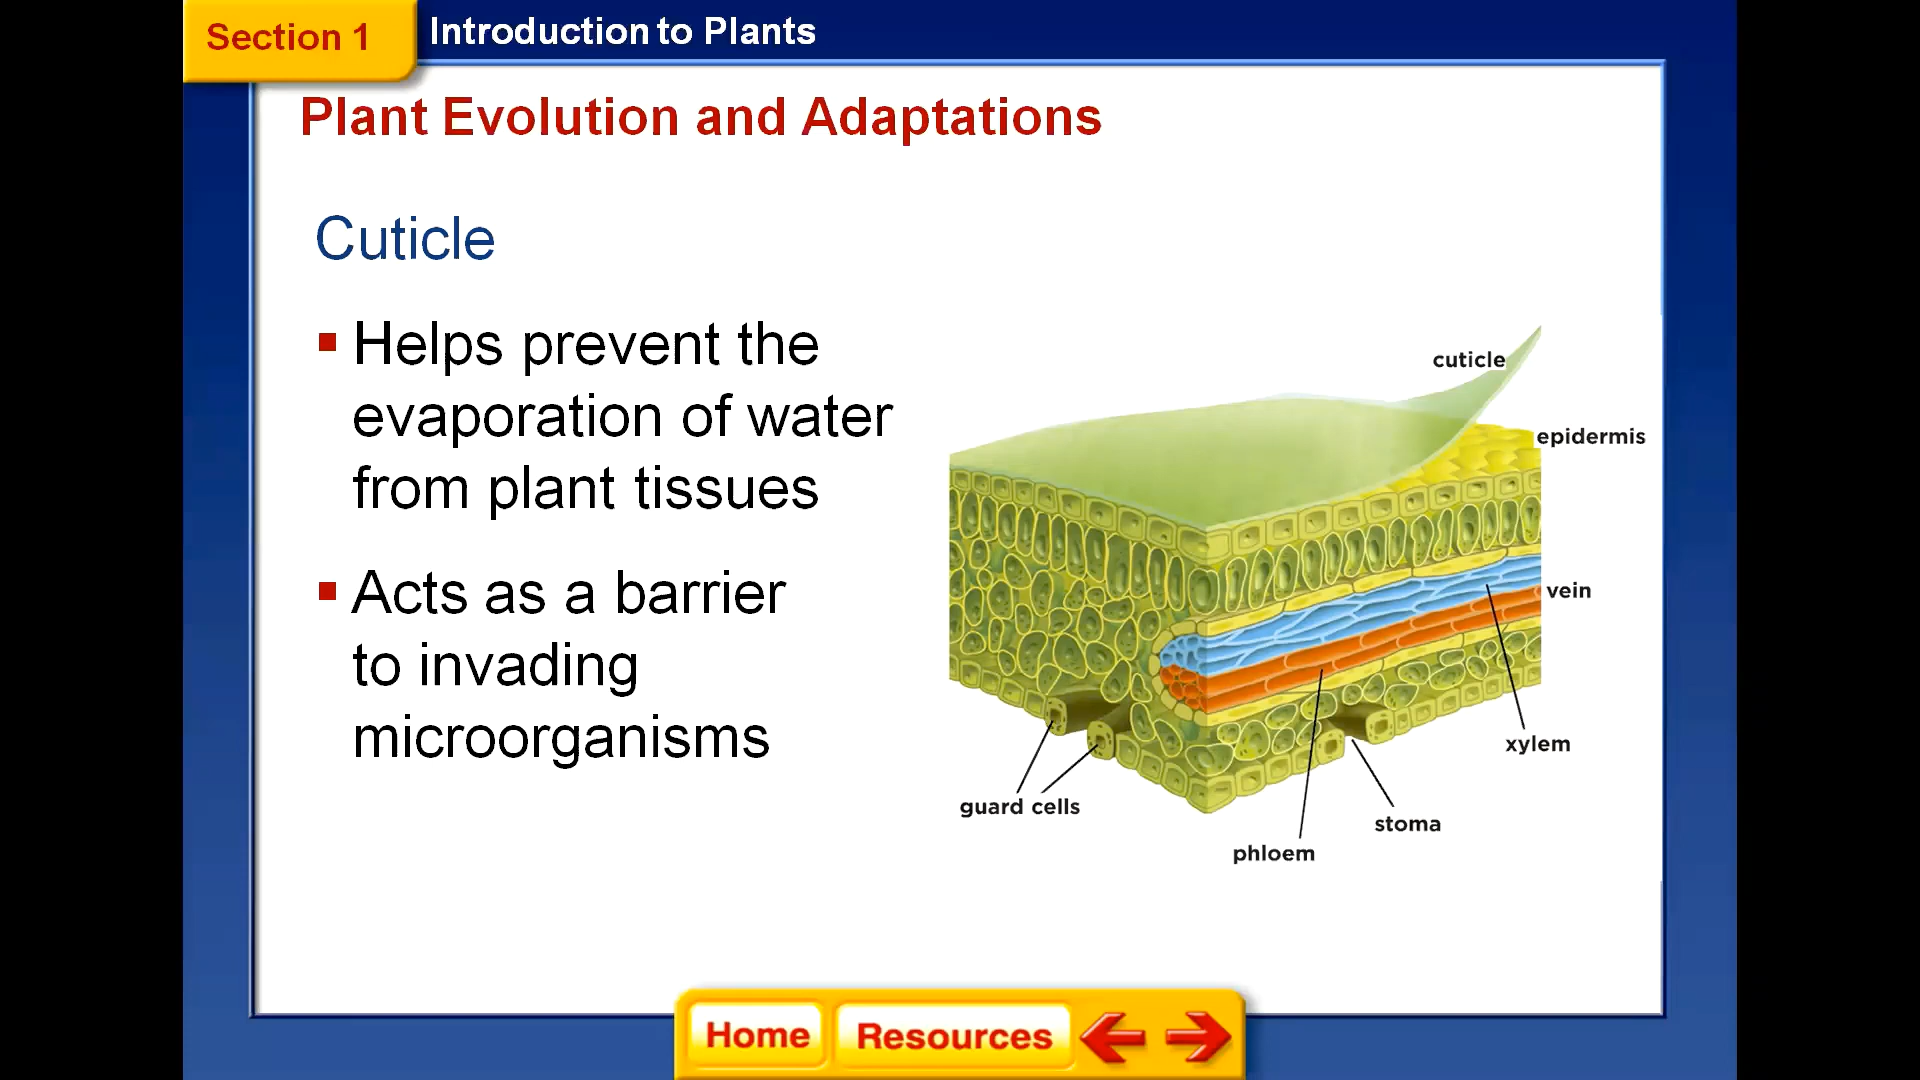 Section 1
Introduction to Plants
Plant Evolution and Adaptations
Cuticle
Helps prevent the
evaporation of water
from plant tissues
Acts as a barrier
to invading
microorganisms
cuticle
epidermis
vein
xylem
guard cells
stoma
phloem
Home
Resources